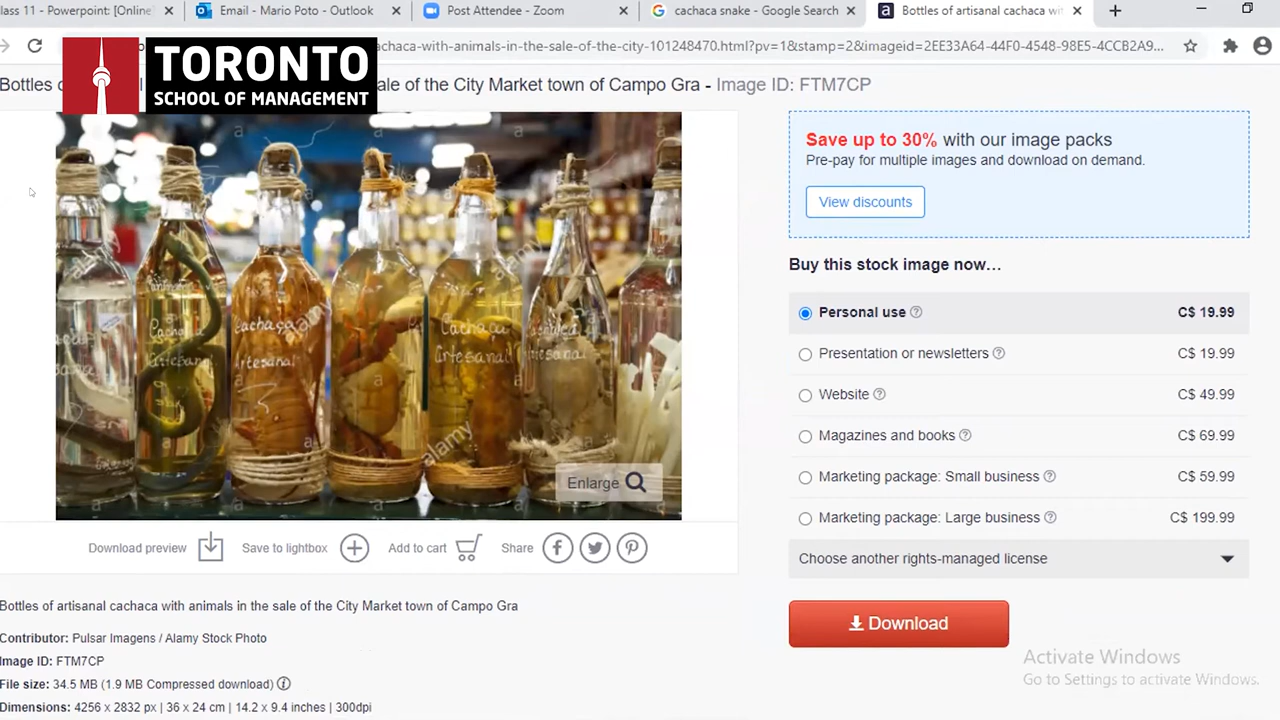 lass 11 - Powerpoint: [Online]
Email - Mario Poto - Outlook
Post Attendee - Zoom
cachaca snake - Google Search
Bottles of artisanal cachaca wit
achaca-with-animals-in-the-sale-of-the-city-101248470.html?pv=1&stamp=2&imageid=2EE33A64-44F0-4548-98E5-4CCB2A9...
TORONTO
SCHOOL OF MANAGEMENT
Bottles o
ale of the City Market town of Campo Gra - Image ID: FTM7CP
Save up to 30% with our image packs
Pre-pay for multiple images and download on demand.
View discounts
Buy this stock image now...
Personal use C$ 19.99
Presentation or newsletters C$ 19.99
Website C$ 49.99
Magazines and books C$ 69.99
Marketing package: Small business C$ 59.99
Marketing package: Large business C$ 199.99
Choose another rights-managed license
Download
Cachaça
Artesanal
Cachaça
Artesanal
Cachaça
Artesanal
alamy
Enlarge
Download preview
Save to lightbox
Add to cart
Share
Bottles of artisanal cachaca with animals in the sale of the City Market town of Campo Gra
Contributor: Pulsar Imagens / Alamy Stock Photo
Image ID: FTM7CP
File size: 34.5 MB (1.9 MB Compressed download)
Dimensions: 4256 x 2832 px | 36 x 24 cm | 14.2 x 9.4 inches | 300dpi
Activate Windows
Go to Settings to activate Windows.